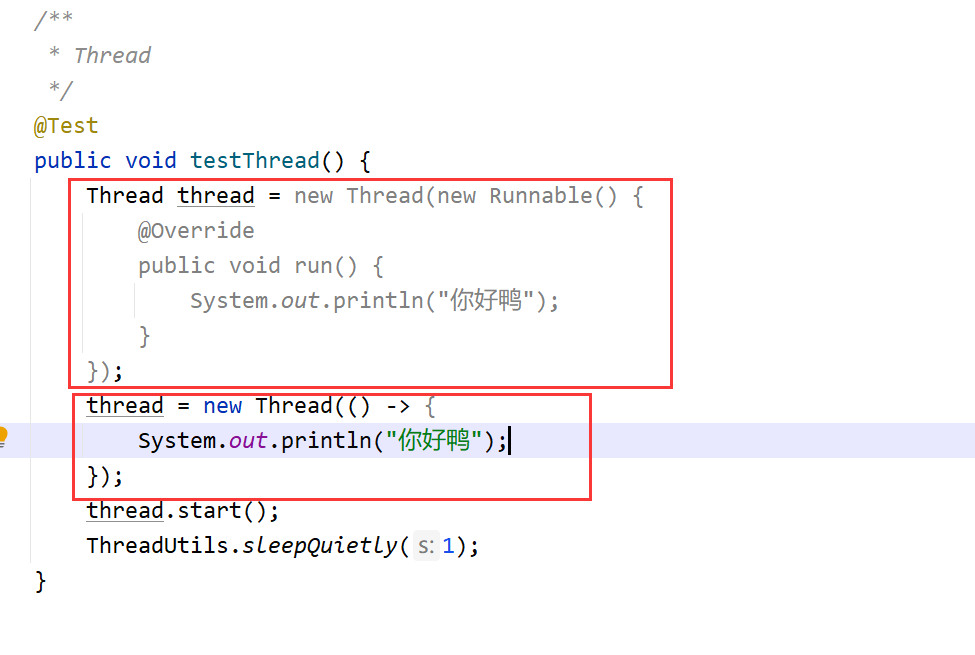 /**
 * Thread
 */
@Test
public void testThread() {
    Thread thread = new Thread(new Runnable() {
        @Override
        public void run() {
            System.out.println("你好鸭");
        }
    });
    thread = new Thread(() -> {
        System.out.println("你好鸭");
    });
    thread.start();
    ThreadUtils.sleepQuietly( s: 1);
}